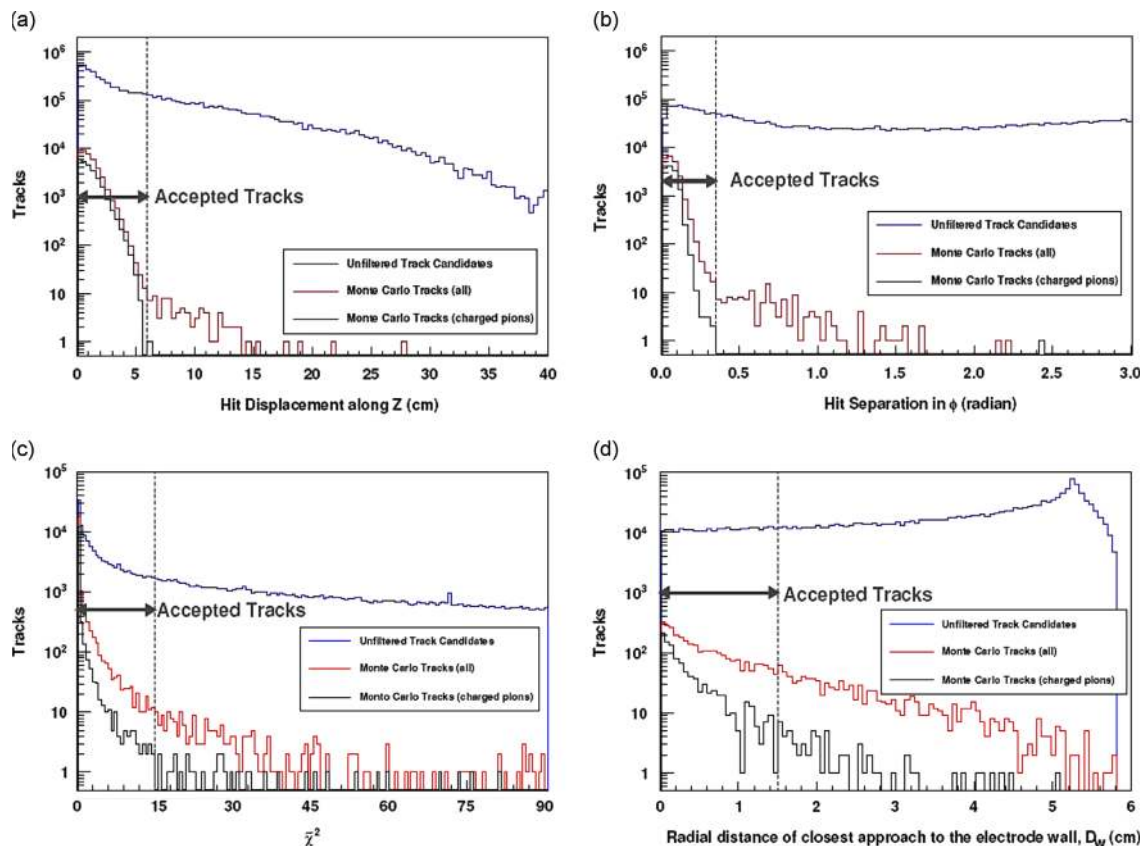 (a)
10⁶
10⁵
10⁴
10³
10²
10
1
Tracks
Accepted Tracks
Unfiltered Track Candidates
Monte Carlo Tracks (all)
Monte Carlo Tracks (charged pions)
0 5 10 15 20 25 30 35 40
Hit Displacement along Z (cm)
(b)
10⁶
10⁵
10⁴
10³
10²
10
1
Tracks
Accepted Tracks
Unfiltered Track Candidates
Monte Carlo Tracks (all)
Monte Carlo Tracks (charged pions)
0.0 0.5 1.0 1.5 2.0 2.5 3.0
Hit Separation in ϕ (radian)
(c)
10⁵
10⁴
10³
10²
10
1
Tracks
Accepted Tracks
Unfiltered Track Candidates
Monte Carlo Tracks (all)
Monto Carlo Tracks (charged pions)
0 15 30 45 60 75 90
χ̄²
(d)
10⁵
10⁴
10³
10²
10
1
Tracks
Accepted Tracks
Unfiltered Track Candidates
Monte Carlo Tracks (all)
Monte Carlo Tracks (charged pions)
0 1 2 3 4 5 6
Radial distance of closest approach to the electrode wall, D_W (cm)